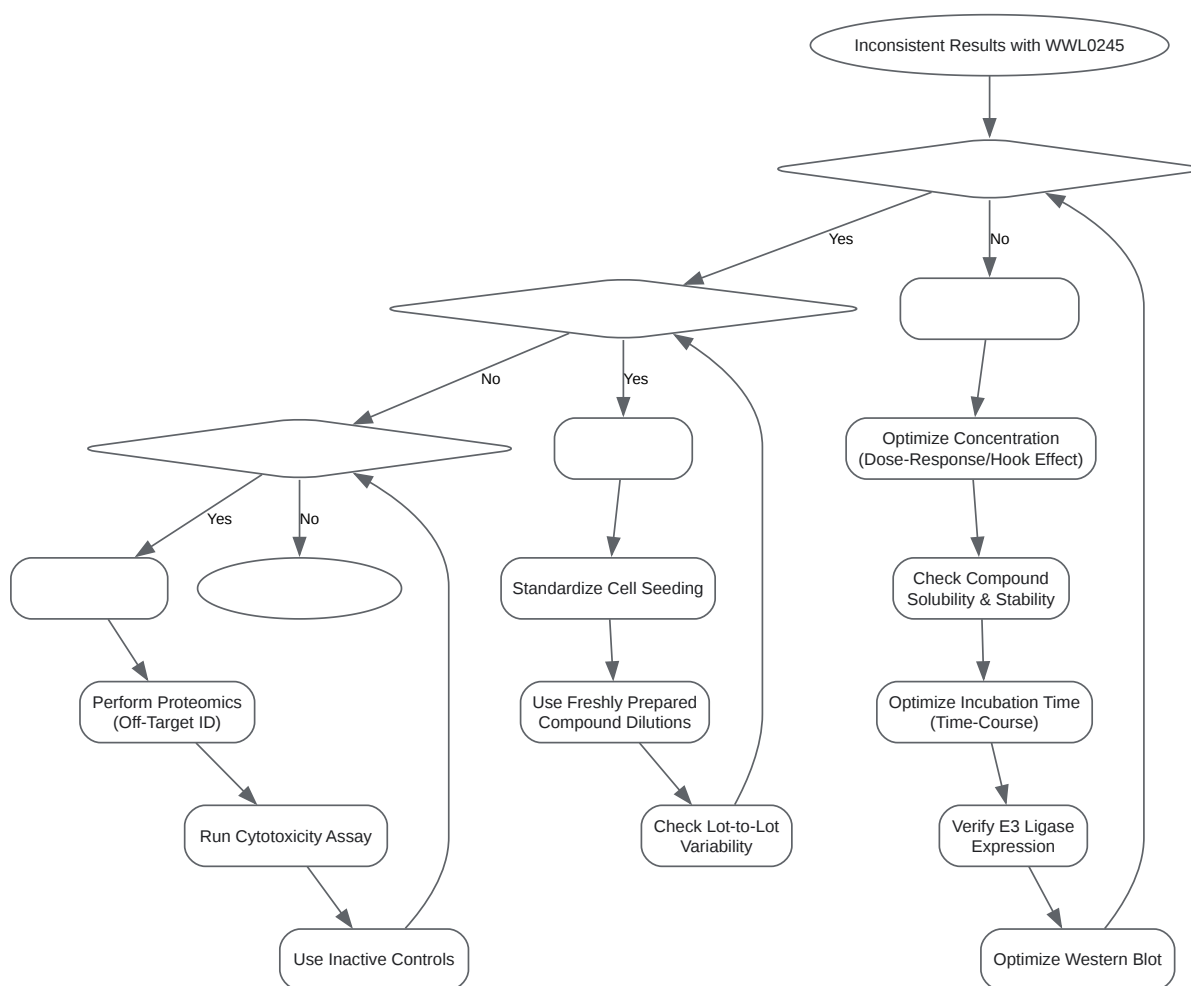 Inconsistent Results with WWL0245
Yes
No
No
Yes
Optimize Concentration
(Dose-Response/Hook Effect)
Yes
No
Standardize Cell Seeding
Check Compound
Solubility & Stability
Perform Proteomics
(Off-Target ID)
Use Freshly Prepared
Compound Dilutions
Optimize Incubation Time
(Time-Course)
Run Cytotoxicity Assay
Check Lot-to-Lot
Variability
Verify E3 Ligase
Expression
Use Inactive Controls
Optimize Western Blot